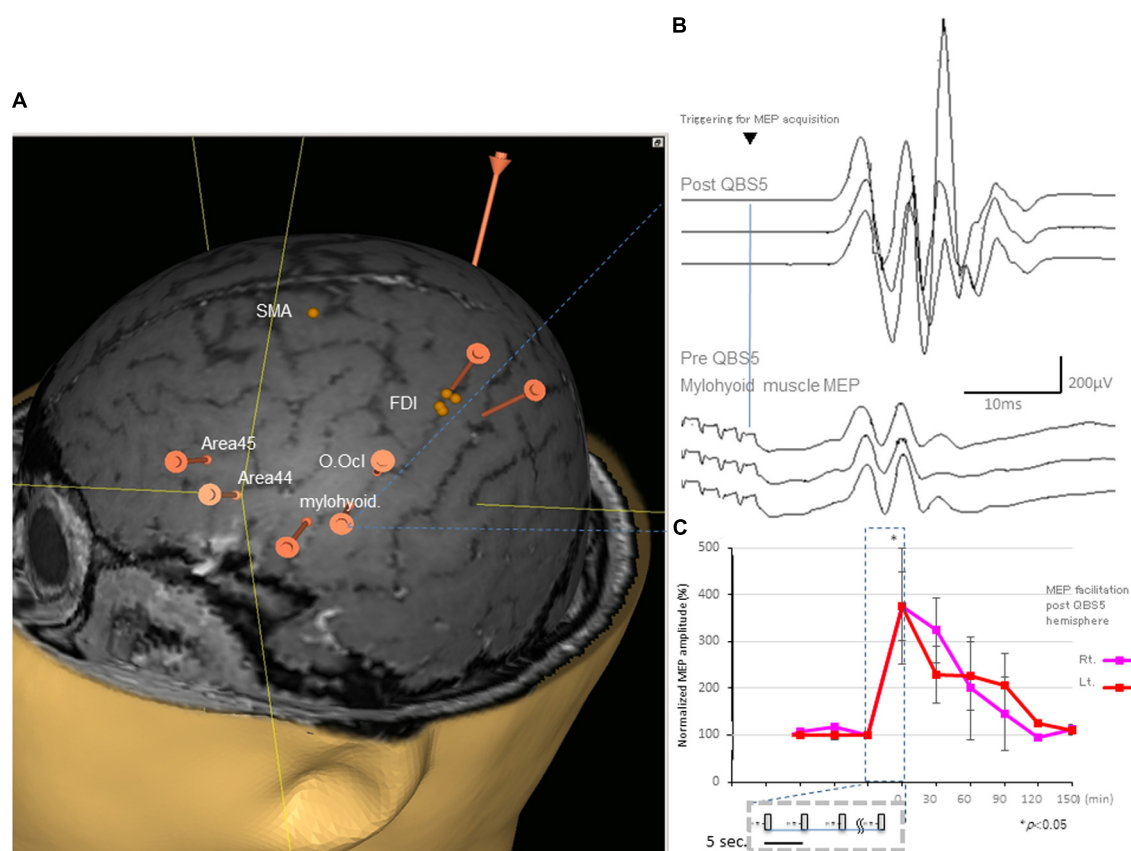 A
SMA
FDI
Area45
O.Ocl
Area44
mylohyoid.
B
Triggering for MEP acquisition
Post QBS5
Pre QBS5
Mylohyoid muscle MEP
200μV
10ms
C
*
500
400
300
200
100
0
Normalized MEP amplitude(%)
MEP facilitation
post QBS5
hemisphere
Rt.
Lt.
0 30 60 90 120 150 (min)
*p<0.05
5 sec.